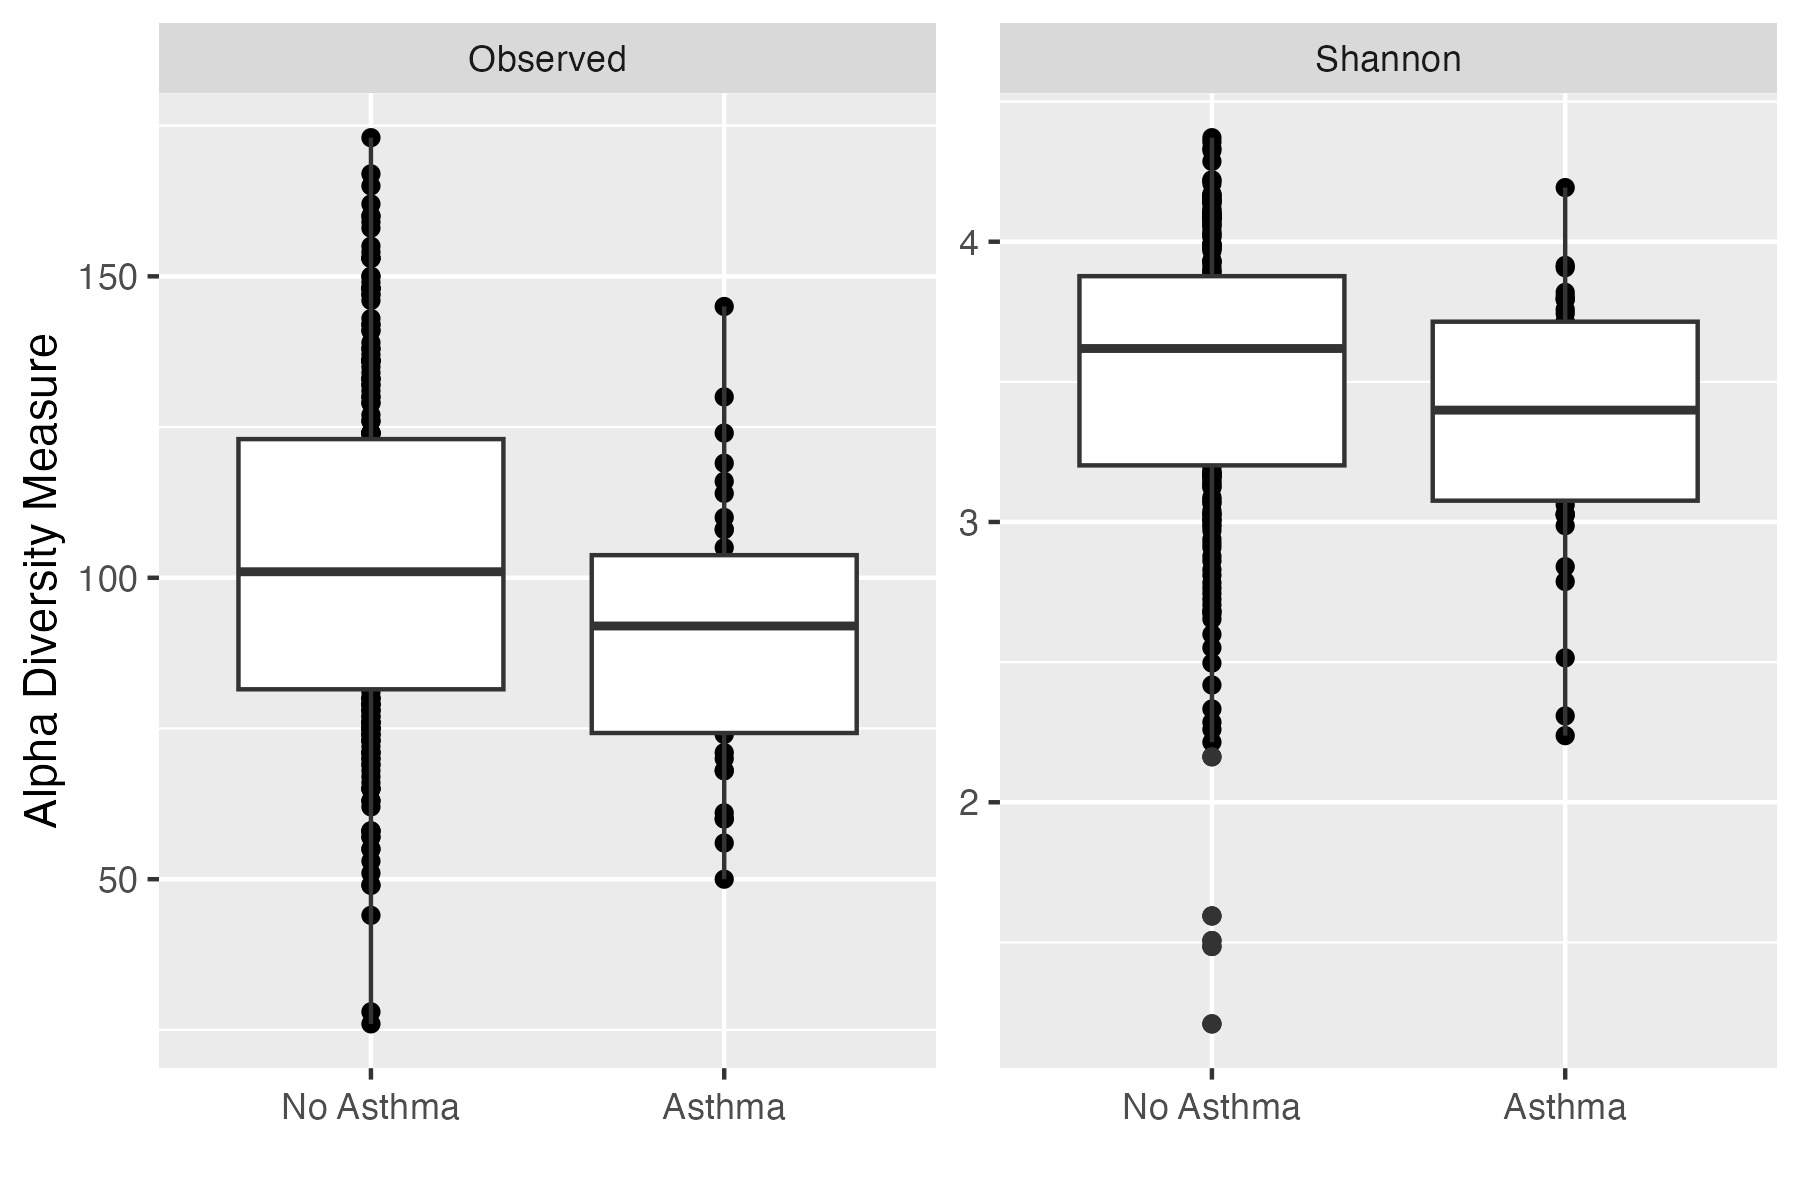 Observed
Shannon
Alpha Diversity Measure
150
100
50
4
3
2
No Asthma
Asthma
No Asthma
Asthma